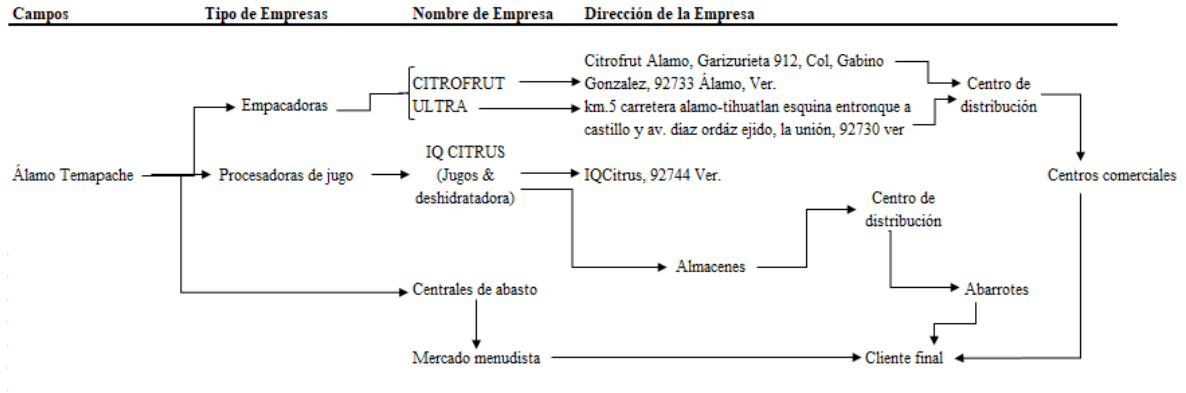 Campos Tipo de Empresas Nombre de Empresa Dirección de la Empresa
Citrofrut Alamo, Garizurieta 912, Col, Gabino
Gonzalez, 92733 Álamo, Ver.
CITROFRUT
Empacadoras
ULTRA
km.5 carretera alamo-tihuatlan esquina entronque a
castillo y av. díaz ordáz ejido, la unión, 92730 ver
Centro de
distribución
Álamo Temapache
Procesadoras de jugo
IQ CITRUS
(Jugos &
deshidratadora)
IQCitrus, 92744 Ver.
Centros comerciales
Centro de
distribución
Almacenes
Centrales de abasto
Abarrotes
Mercado menudista
Cliente final